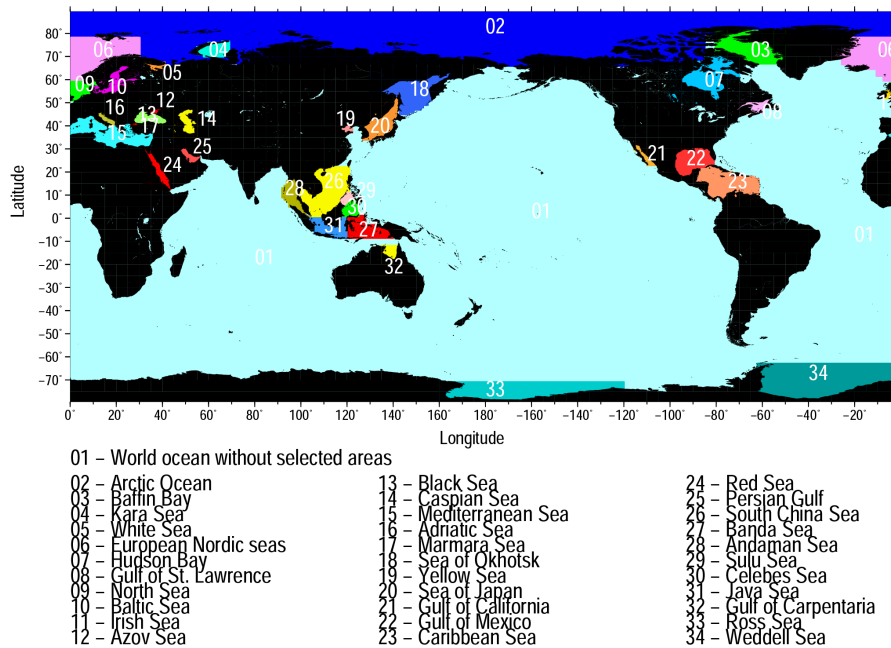 02
80°
06
04
03
06
70°
05
07
60°
09
10
18
50°
16
12
08
13
14
19
40°
15
17
20
25
21
30°
24
22
26
20°
28
29
23
10°
30
01
0°
31
27
01
−10°
01
32
−20°
−30°
−40°
−50°
−60°
−70°
33
34
Latitude
0° 20° 40° 60° 80° 100° 120° 140° 160° 180° −160° −140° −120° −100° −80° −60° −40° −20° 0°
Longitude
01 – World ocean without selected areas
02 – Arctic Ocean
03 – Baffin Bay
04 – Kara Sea
05 – White Sea
06 – European Nordic seas
07 – Hudson Bay
08 – Gulf of St. Lawrence
09 – North Sea
10 – Baltic Sea
11 – Irish Sea
12 – Azov Sea
13 – Black Sea
14 – Caspian Sea
15 – Mediterranean Sea
16 – Adriatic Sea
17 – Marmara Sea
18 – Sea of Okhotsk
19 – Yellow Sea
20 – Sea of Japan
21 – Gulf of California
22 – Gulf of Mexico
23 – Caribbean Sea
24 – Red Sea
25 – Persian Gulf
26 – South China Sea
27 – Banda Sea
28 – Andaman Sea
29 – Sulu Sea
30 – Celebes Sea
31 – Java Sea
32 – Gulf of Carpentaria
33 – Ross Sea
34 – Weddell Sea